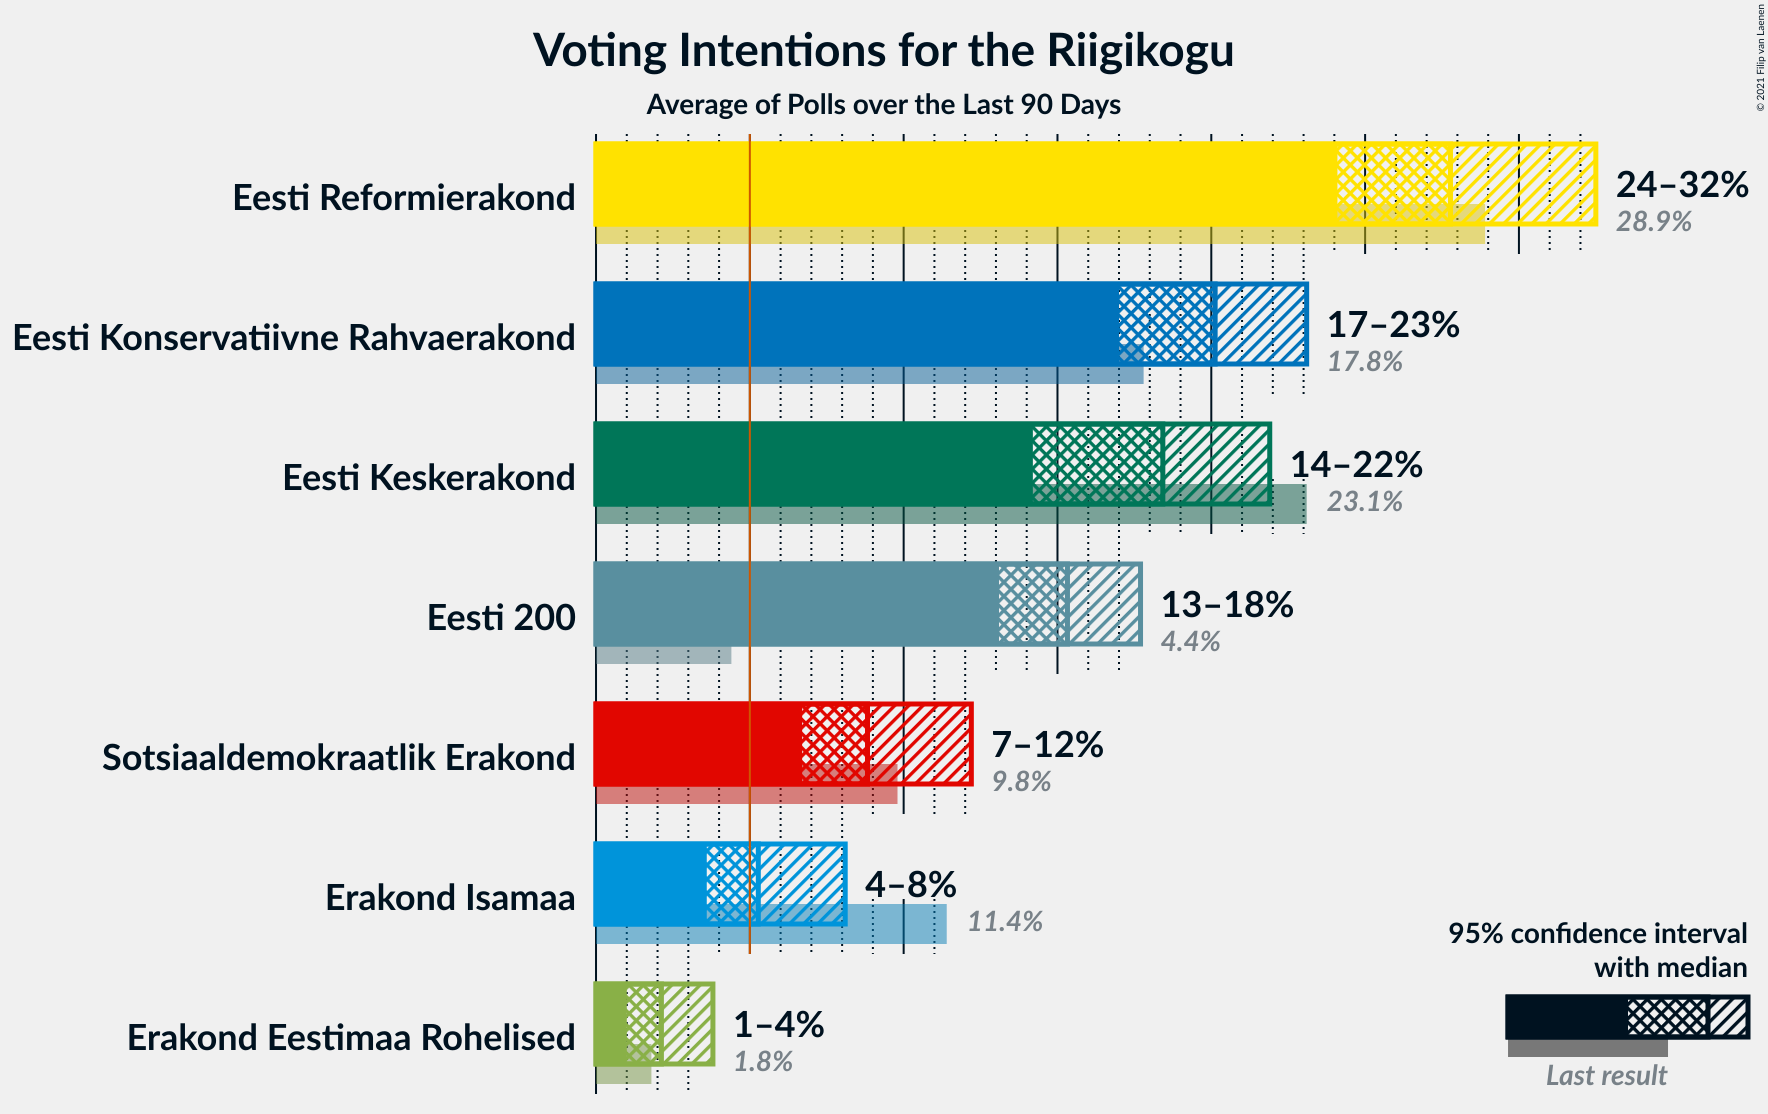 Voting Intentions for the Riigikogu
Average of Polls over the Last 90 Days
© 2021 Filip van Laenen
Eesti Reformierakond
24–32%
28.9%
Eesti Konservatiivne Rahvaerakond
17–23%
17.8%
Eesti Keskerakond
14–22%
23.1%
Eesti 200
13–18%
4.4%
Sotsiaaldemokraatlik Erakond
7–12%
9.8%
Erakond Isamaa
4–8%
11.4%
Erakond Eestimaa Rohelised
1–4%
1.8%
95% confidence interval
with median
Last result